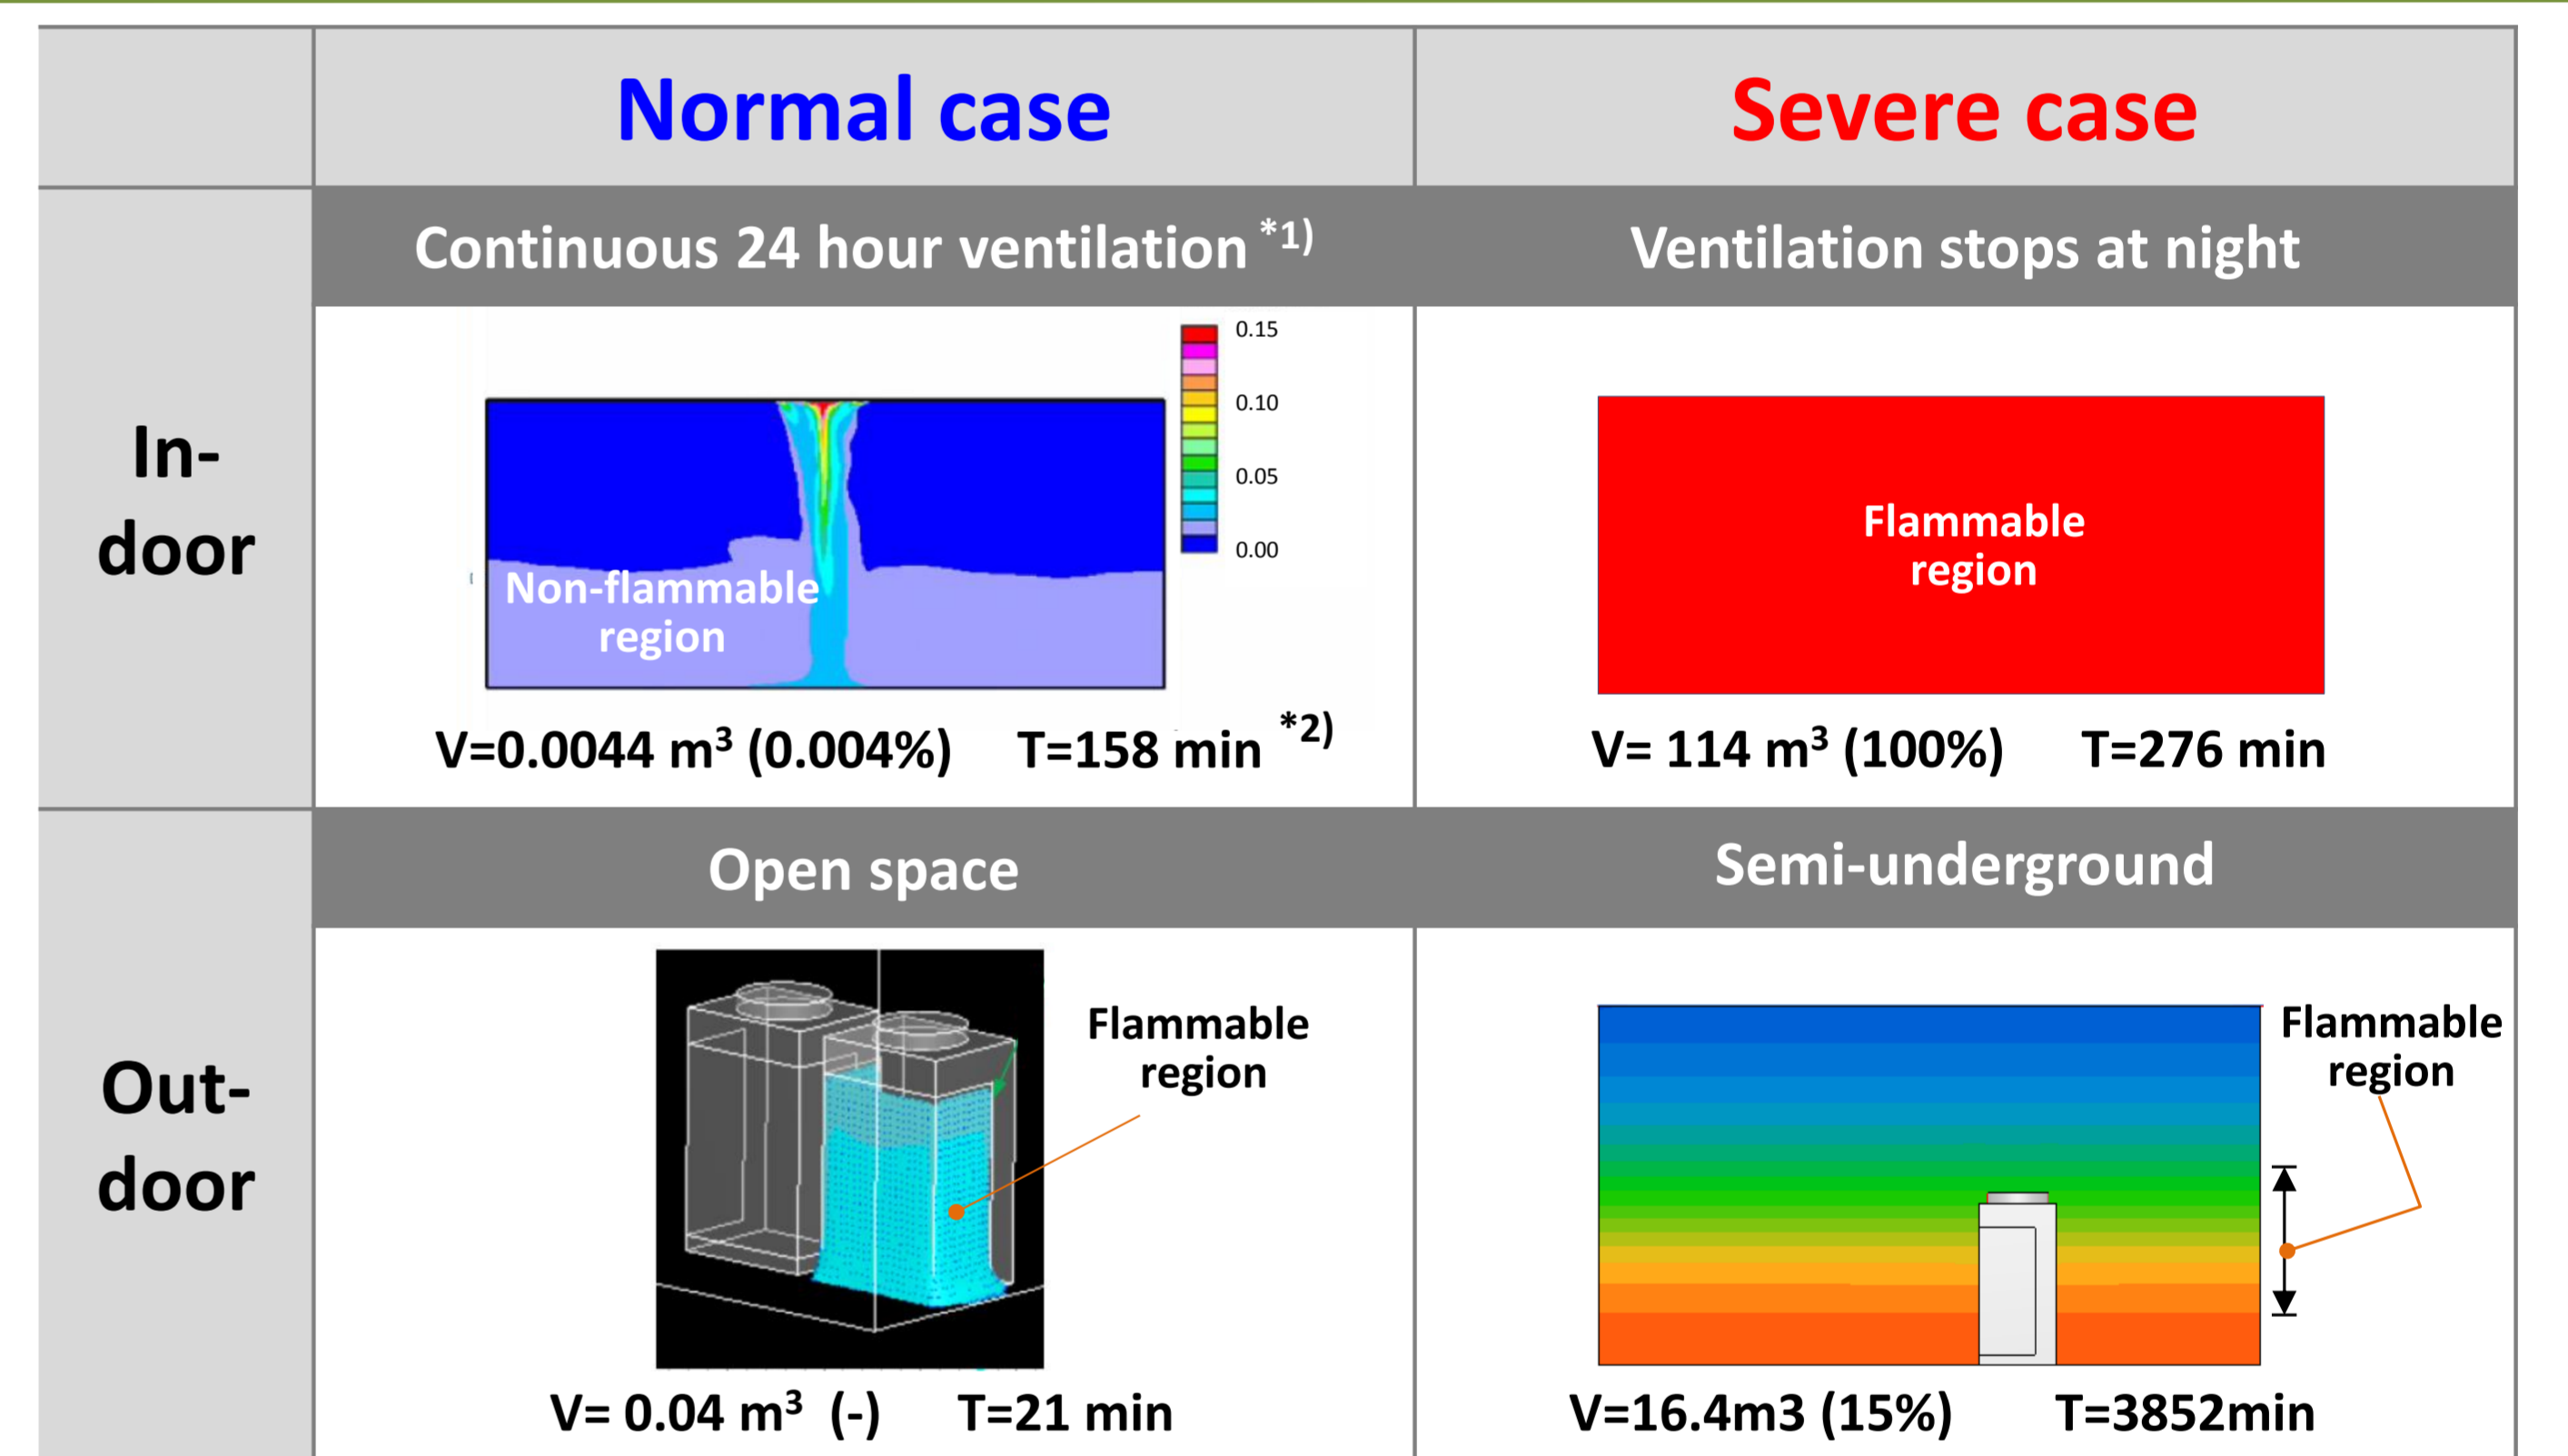 Normal case
Severe case
Continuous 24 hour ventilation *1)
Ventilation stops at night
In-
door
0.15
0.10
0.05
0.00
Non-flammable
region
V=0.0044 m³ (0.004%) T=158 min *2)
Flammable
region
V= 114 m³ (100%) T=276 min
Open space
Semi-underground
Out-
door
Flammable
region
V= 0.04 m³ (-) T=21 min
Flammable
region
V=16.4m3 (15%) T=3852min